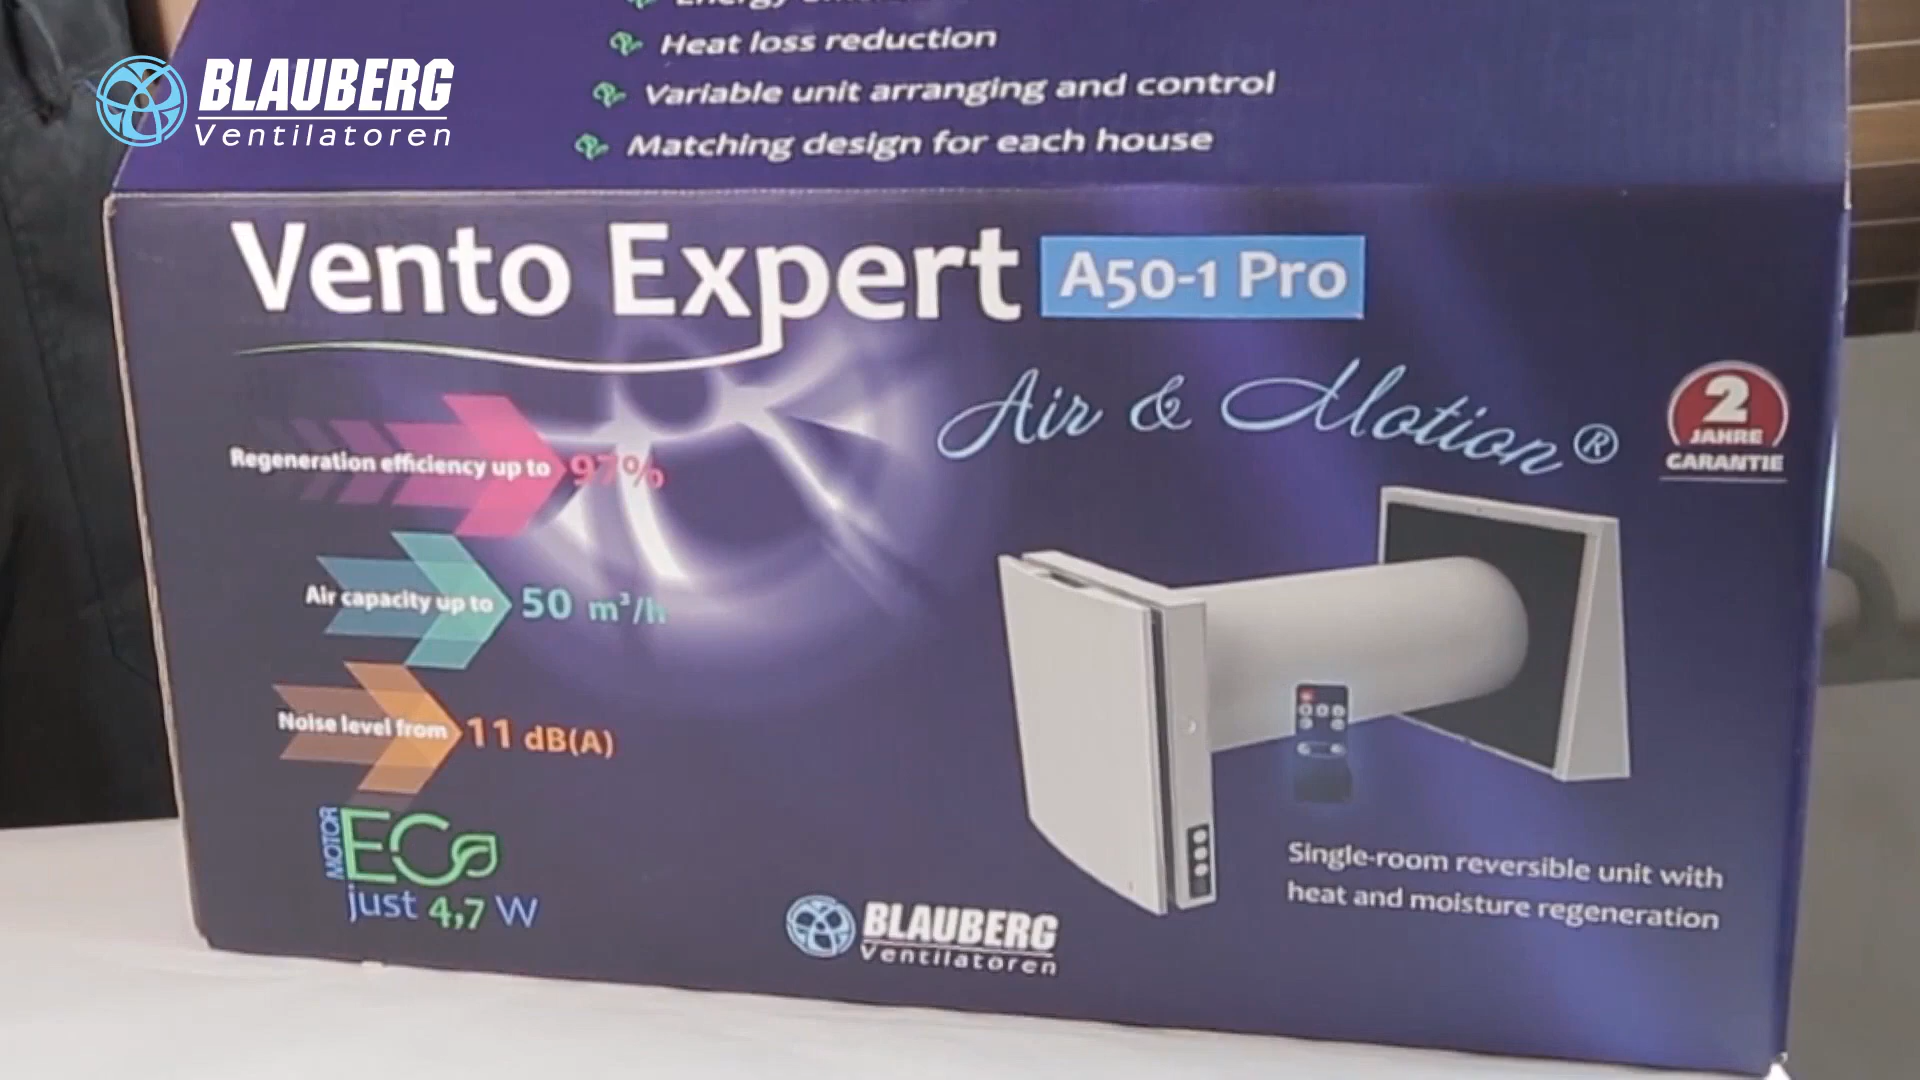 Energy
Heat loss reduction
Variable unit arranging and control
Matching design for each house
BLAUBERG
Ventilatoren
Vento Expert A50-1 Pro
Air & Motion®
2
JAHRE
GARANTIE
Regeneration efficiency up to 97%
Air capacity up to 50 m³/h
Noise level from 11 dB(A)
MOTOR
ECO
just 4,7 W
Single-room reversible unit with
heat and moisture regeneration
BLAUBERG
Ventilatoren